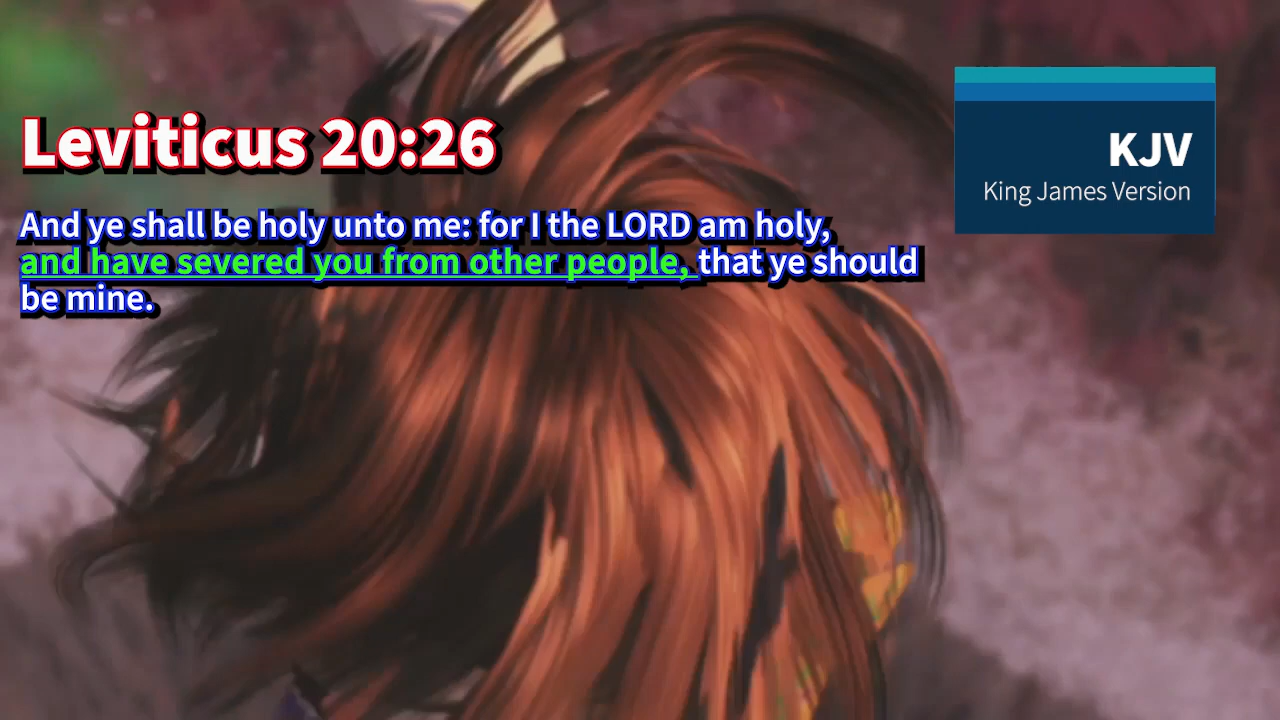 Leviticus 20:26
KJV
King James Version
And ye shall be holy unto me: for I the LORD am holy,
and have severed you from other people, that ye should
be mine.